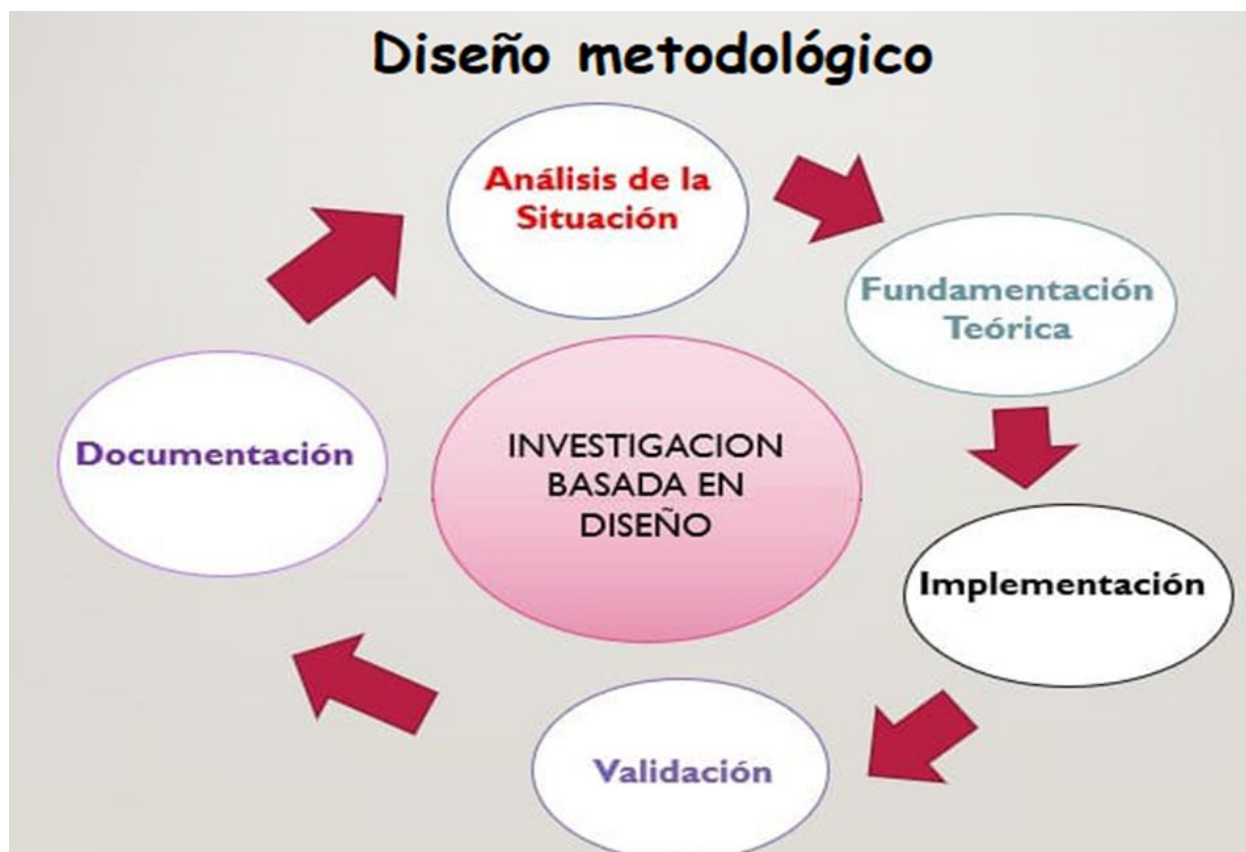 Diseño metodológico
Análisis de la
Situación
Fundamentación
Teórica
Implementación
Validación
Documentación
INVESTIGACION
BASADA EN
DISEÑO